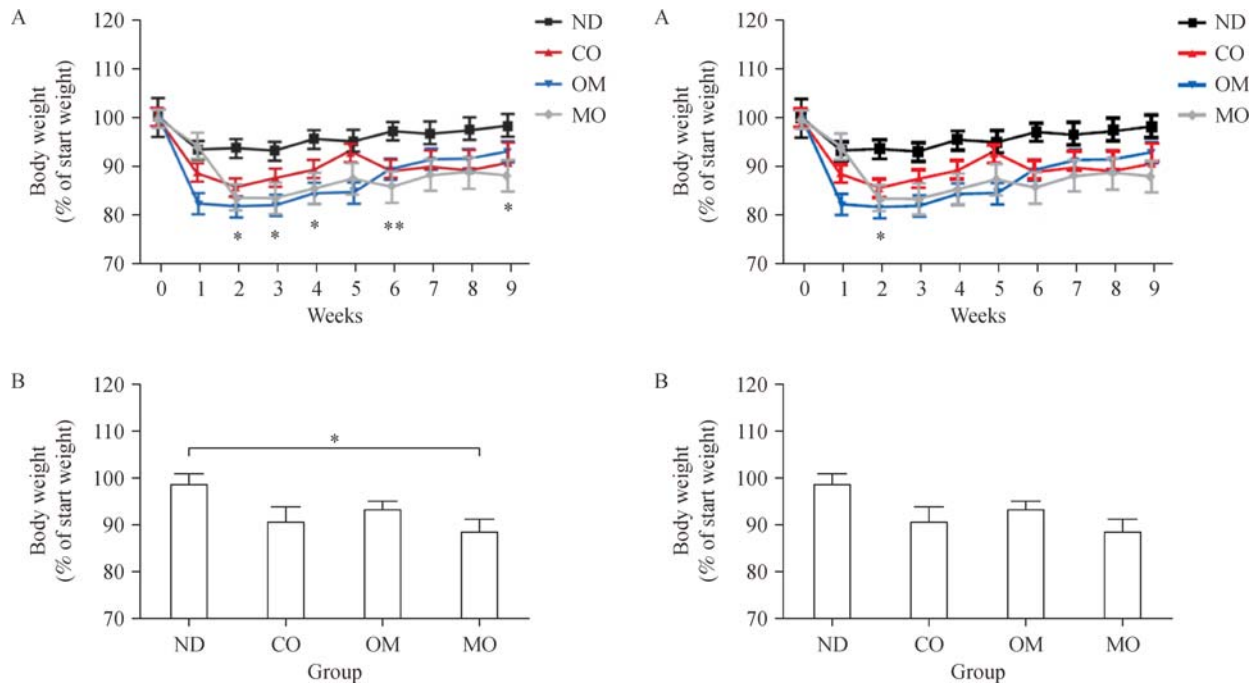 A
120
110
100
90
80
70
Body weight
(% of start weight)
ND
CO
OM
MO
* * * ** *
0 1 2 3 4 5 6 7 8 9
Weeks
A
120
110
100
90
80
70
Body weight
(% of start weight)
ND
CO
OM
MO
*
0 1 2 3 4 5 6 7 8 9
Weeks
B
120
110
100
90
80
70
Body weight
(% of start weight)
*
ND CO OM MO
Group
B
120
110
100
90
80
70
Body weight
(% of start weight)
ND CO OM MO
Group